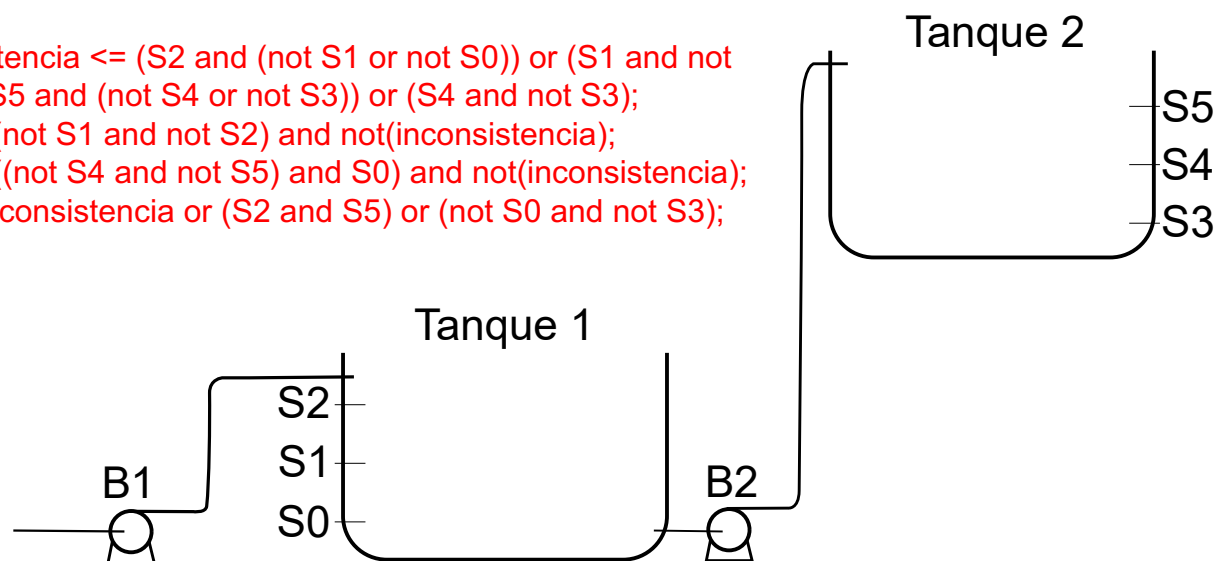 Tanque 2
tencia <= (S2 and (not S1 or not S0)) or (S1 and not
S5 and (not S4 or not S3)) or (S4 and not S3);
(not S1 and not S2) and not(inconsistencia);
((not S4 and not S5) and S0) and not(inconsistencia);
consistencia or (S2 and S5) or (not S0 and not S3);
S5
S4
S3
Tanque 1
S2
S1
S0
B1
B2